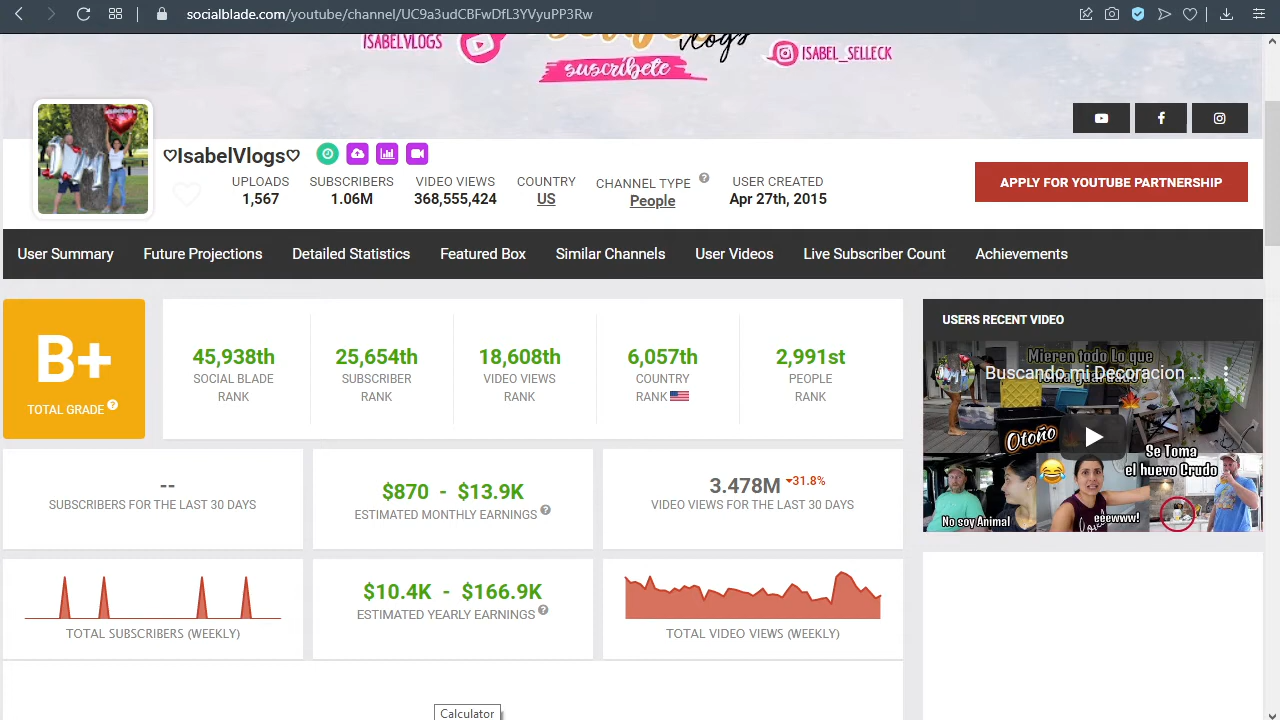 socialblade.com/youtube/channel/UC9a3udCBFwDfL3YVyuPP3Rw
ISABELVLOGS
vlogs
suscríbete
ISABEL_SELLECK
♡IsabelVlogs♡
UPLOADS
1,567
SUBSCRIBERS
1.06M
VIDEO VIEWS
368,555,424
COUNTRY
US
CHANNEL TYPE ?
People
USER CREATED
Apr 27th, 2015
APPLY FOR YOUTUBE PARTNERSHIP
User Summary
Future Projections
Detailed Statistics
Featured Box
Similar Channels
User Videos
Live Subscriber Count
Achievements
B+
TOTAL GRADE ?
45,938th
SOCIAL BLADE
RANK
25,654th
SUBSCRIBER
RANK
18,608th
VIDEO VIEWS
RANK
6,057th
COUNTRY
RANK
2,991st
PEOPLE
RANK
--
SUBSCRIBERS FOR THE LAST 30 DAYS
$870 - $13.9K
ESTIMATED MONTHLY EARNINGS ?
3.478M 31.8%
VIDEO VIEWS FOR THE LAST 30 DAYS
TOTAL SUBSCRIBERS (WEEKLY)
$10.4K - $166.9K
ESTIMATED YEARLY EARNINGS ?
TOTAL VIDEO VIEWS (WEEKLY)
USERS RECENT VIDEO
Mieren todo Lo que
Buscando mi Decoracion ...
Otoño
Se Toma
el huevo Crudo
No soy Animal
eeewww!
Calculator